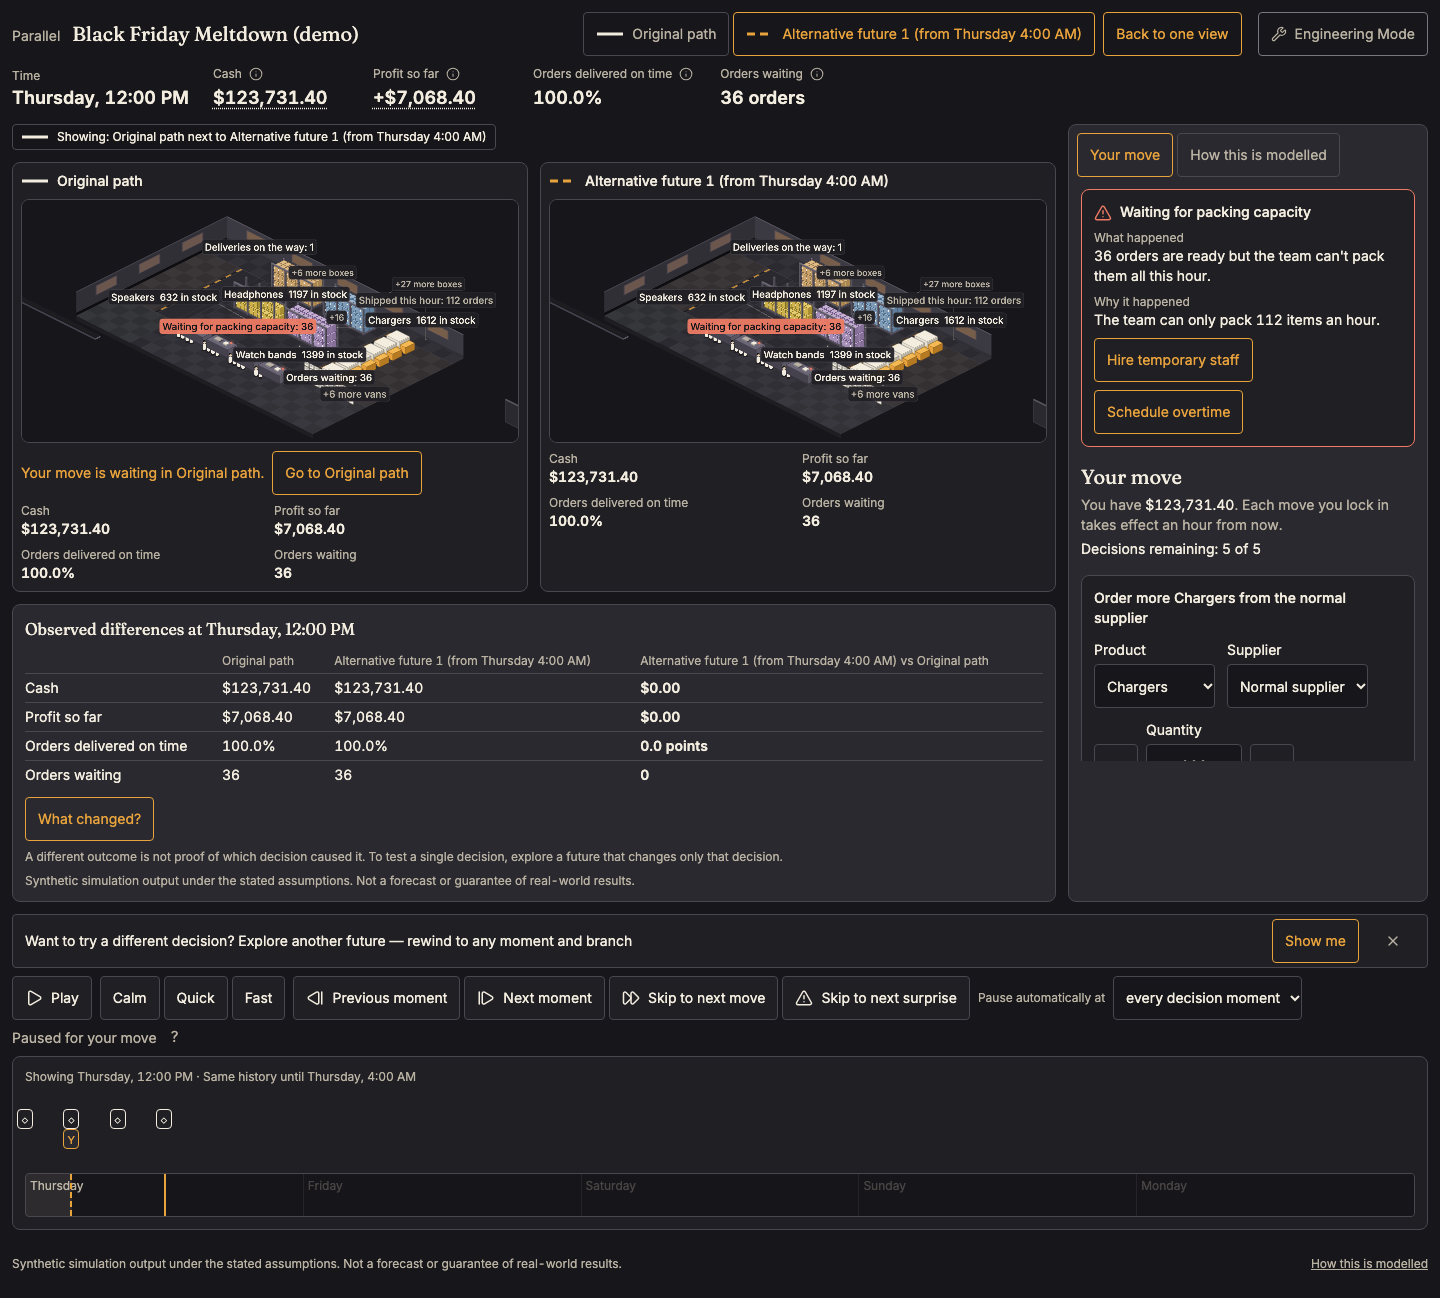 Parallel Black Friday Meltdown (demo)
Original path
Alternative future 1 (from Thursday 4:00 AM)
Back to one view
Engineering Mode
Time
Thursday, 12:00 PM
Cash
$123,731.40
Profit so far
+$7,068.40
Orders delivered on time
100.0%
Orders waiting
36 orders
Showing: Original path next to Alternative future 1 (from Thursday 4:00 AM)
Original path
Deliveries on the way: 1
+6 more boxes
+27 more boxes
Speakers 632 in stock
Headphones 1197 in stock
Shipped this hour: 112 orders
+16
Chargers 1612 in stock
Waiting for packing capacity: 36
Watch bands 1399 in stock
Orders waiting: 36
+6 more vans
Your move is waiting in Original path.
Go to Original path
Cash
$123,731.40
Profit so far
$7,068.40
Orders delivered on time
100.0%
Orders waiting
36
Alternative future 1 (from Thursday 4:00 AM)
Deliveries on the way: 1
+6 more boxes
+27 more boxes
Speakers 632 in stock
Headphones 1197 in stock
Shipped this hour: 112 orders
+16
Chargers 1612 in stock
Waiting for packing capacity: 36
Watch bands 1399 in stock
Orders waiting: 36
+6 more vans
Cash
$123,731.40
Profit so far
$7,068.40
Orders delivered on time
100.0%
Orders waiting
36
Observed differences at Thursday, 12:00 PM
Original path Alternative future 1 (from Thursday 4:00 AM) Alternative future 1 (from Thursday 4:00 AM) vs Original path
Cash $123,731.40 $123,731.40 $0.00
Profit so far $7,068.40 $7,068.40 $0.00
Orders delivered on time 100.0% 100.0% 0.0 points
Orders waiting 36 36 0
What changed?
A different outcome is not proof of which decision caused it. To test a single decision, explore a future that changes only that decision.
Synthetic simulation output under the stated assumptions. Not a forecast or guarantee of real-world results.
Your move
How this is modelled
Waiting for packing capacity
What happened
36 orders are ready but the team can't pack
them all this hour.
Why it happened
The team can only pack 112 items an hour.
Hire temporary staff
Schedule overtime
Your move
You have $123,731.40. Each move you lock in
takes effect an hour from now.
Decisions remaining: 5 of 5
Order more Chargers from the normal
supplier
Product
Chargers
Supplier
Normal supplier
Quantity
Want to try a different decision? Explore another future — rewind to any moment and branch
Show me
Play
Calm
Quick
Fast
Previous moment
Next moment
Skip to next move
Skip to next surprise
Pause automatically at
every decision moment
Paused for your move ?
Showing Thursday, 12:00 PM · Same history until Thursday, 4:00 AM
Y
Thursday
Friday
Saturday
Sunday
Monday
Synthetic simulation output under the stated assumptions. Not a forecast or guarantee of real-world results.
How this is modelled